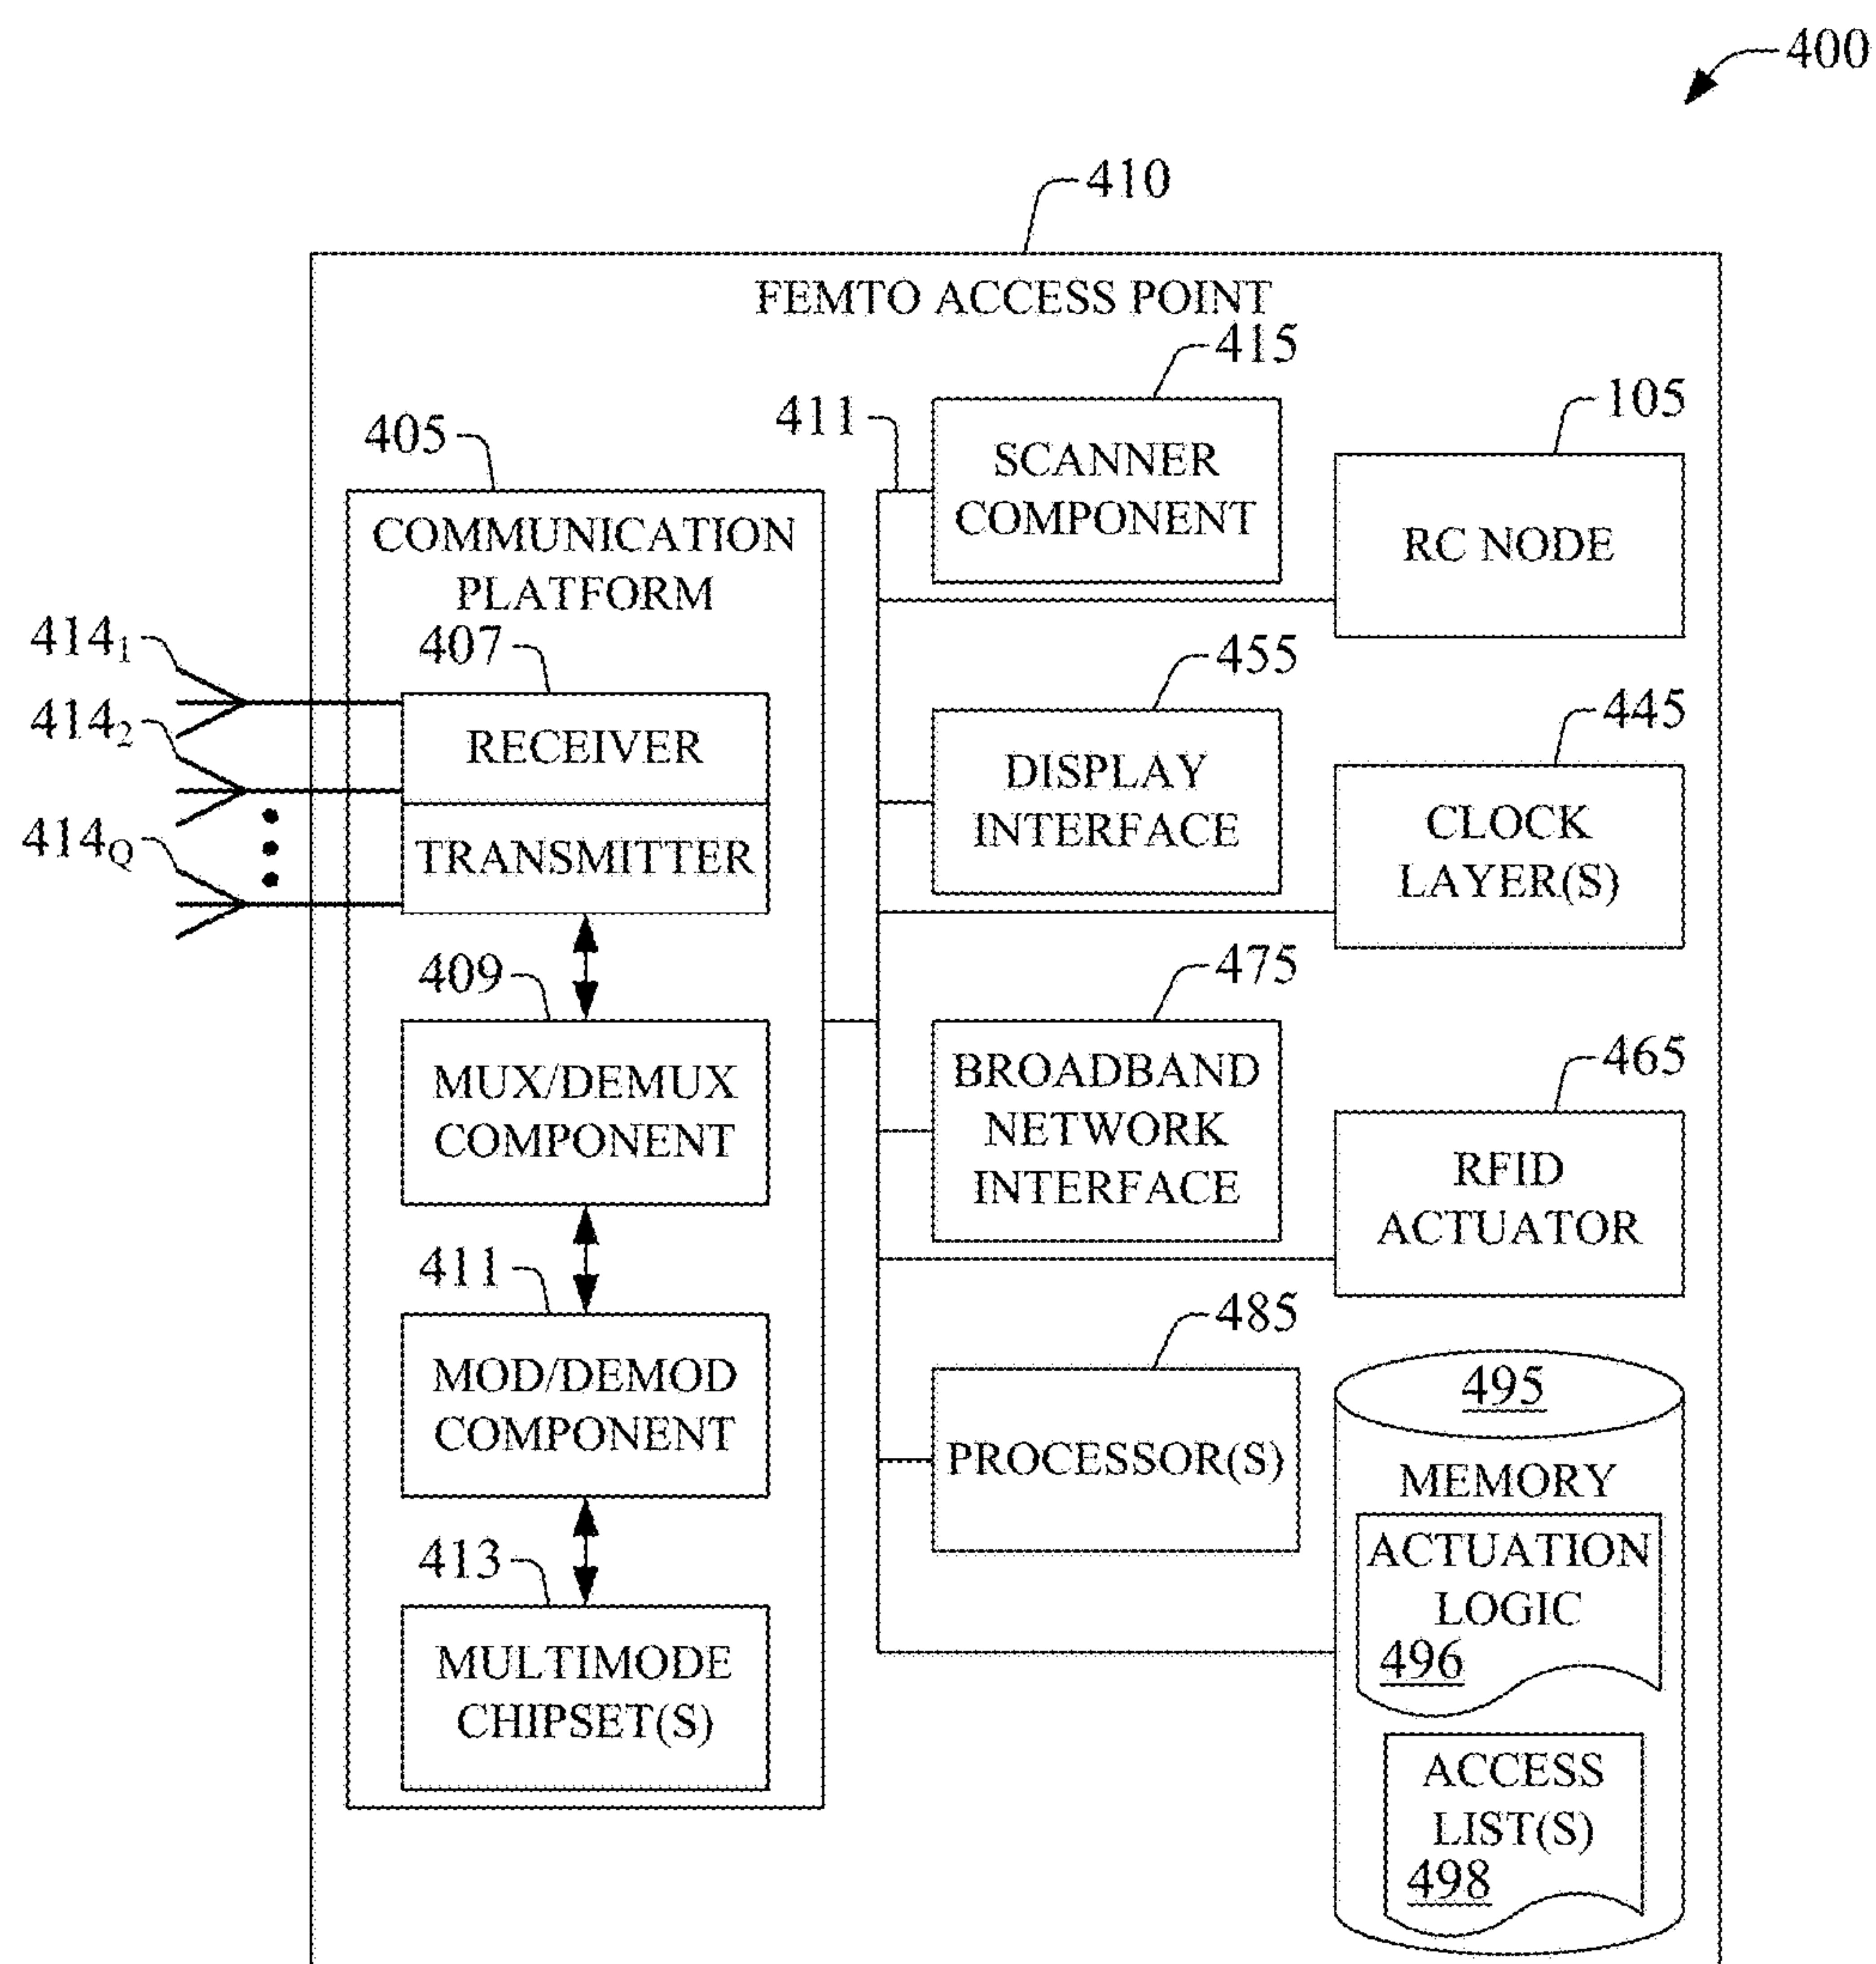 400
410
FEMTO ACCESS POINT
405
COMMUNICATION
PLATFORM
407
RECEIVER
TRANSMITTER
414₁
414₂
414Q
409
MUX/DEMUX
COMPONENT
411
MOD/DEMOD
COMPONENT
413
MULTIMODE
CHIPSET(S)
411
415
SCANNER
COMPONENT
455
DISPLAY
INTERFACE
475
BROADBAND
NETWORK
INTERFACE
485
PROCESSOR(S)
105
RC NODE
445
CLOCK
LAYER(S)
465
RFID
ACTUATOR
495
MEMORY
ACTUATION
LOGIC
496
ACCESS
LIST(S)
498